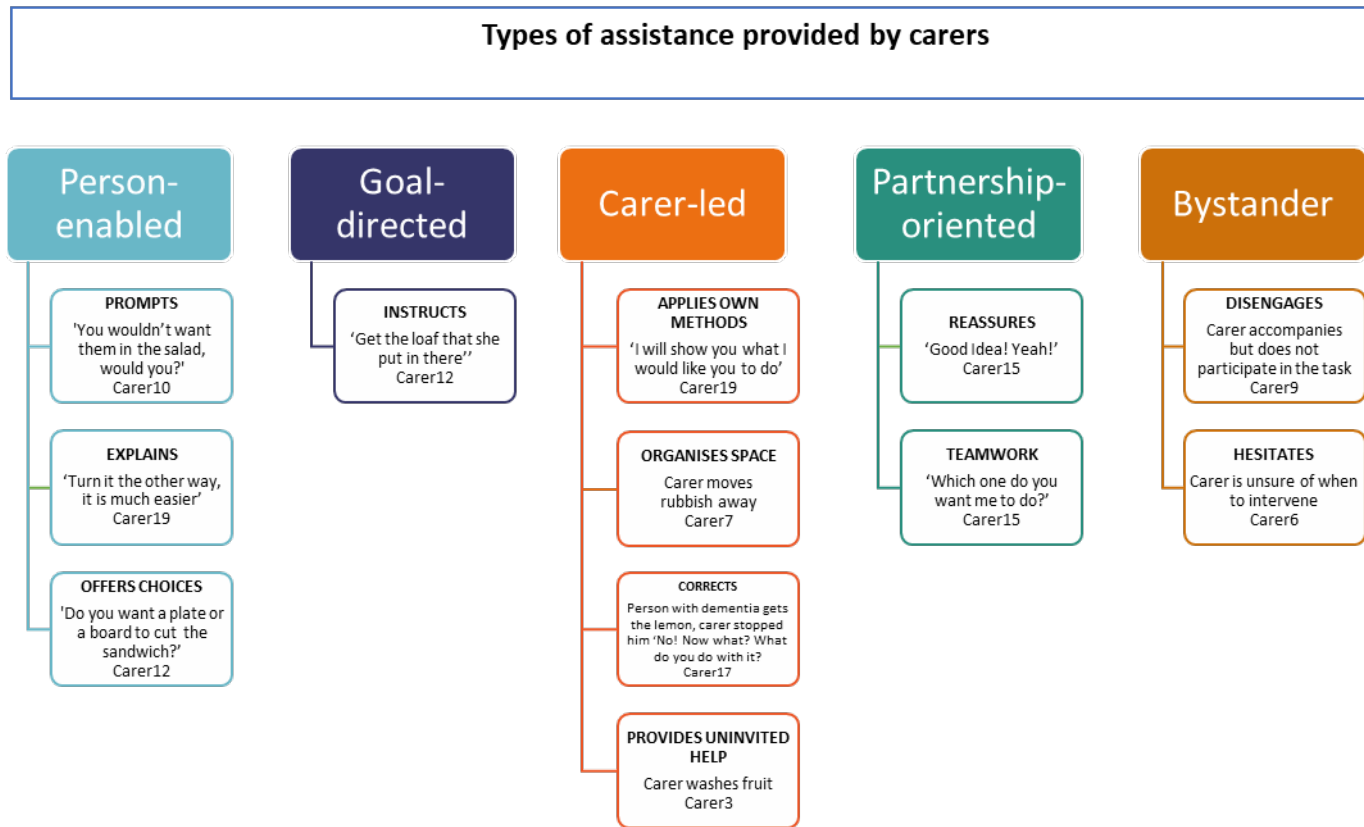 Types of assistance provided by carers
Person-
enabled
PROMPTS
'You wouldn’t want
them in the salad,
would you?'
Carer10
EXPLAINS
‘Turn it the other way,
it is much easier’
Carer19
OFFERS CHOICES
'Do you want a plate or
a board to cut the
sandwich?’
Carer12
Goal-
directed
INSTRUCTS
‘Get the loaf that she
put in there’’
Carer12
Carer-led
APPLIES OWN
METHODS
‘I will show you what I
would like you to do’
Carer19
ORGANISES SPACE
Carer moves
rubbish away
Carer7
CORRECTS
Person with dementia gets
the lemon, carer stopped
him ‘No! Now what? What
do you do with it?
Carer17
PROVIDES UNINVITED
HELP
Carer washes fruit
Carer3
Partnership-
oriented
REASSURES
‘Good Idea! Yeah!’
Carer15
TEAMWORK
‘Which one do you
want me to do?’
Carer15
Bystander
DISENGAGES
Carer accompanies
but does not
participate in the task
Carer9
HESITATES
Carer is unsure of when
to intervene
Carer6